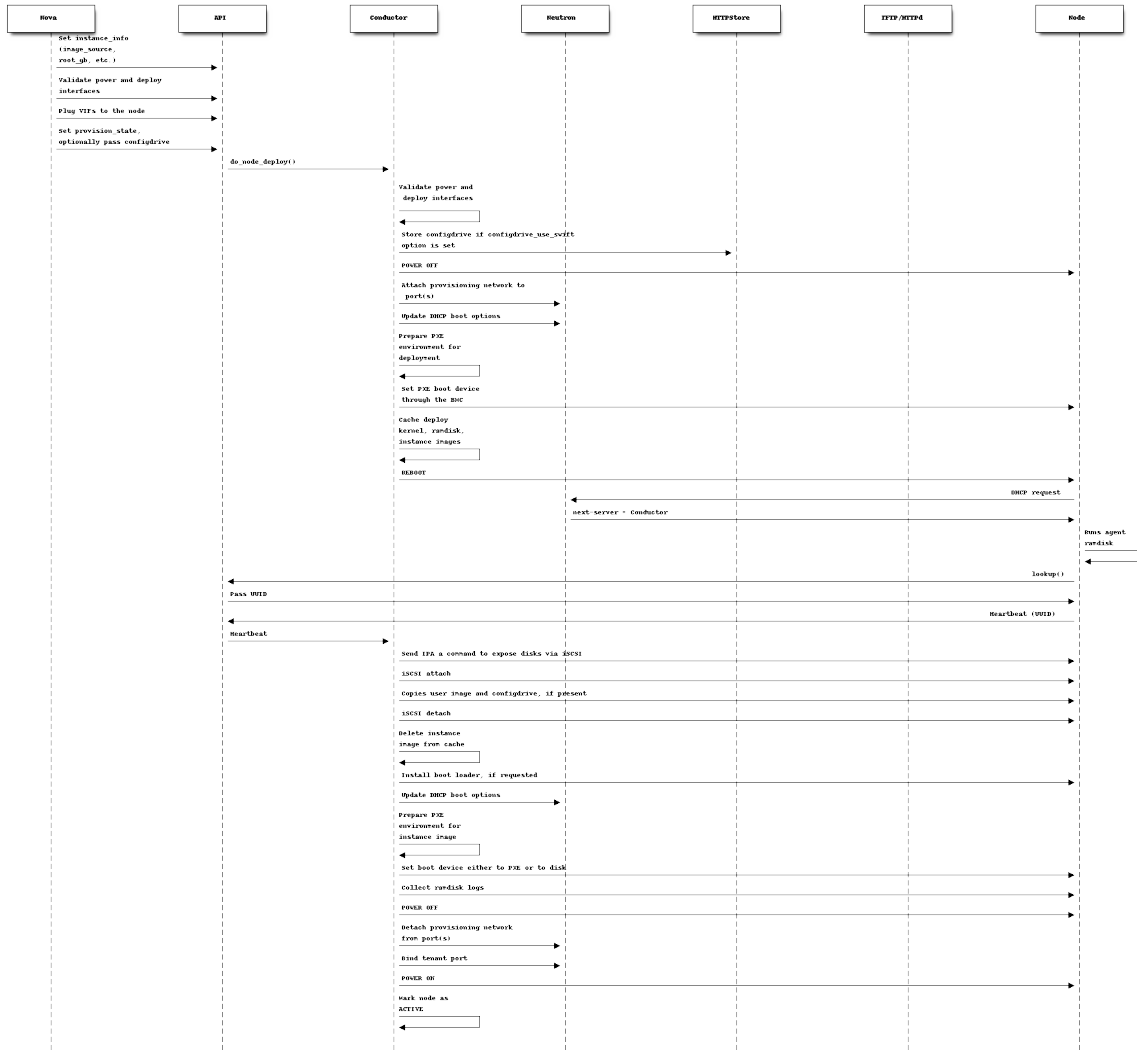 Nova
API
Conductor
Neutron
HTTPStore
TFTP/HTTPd
Node
Set instance_info
(image_source,
root_gb, etc.)
Validate power and deploy
interfaces
Plug VIFs to the node
Set provision_state,
optionally pass configdrive
do_node_deploy()
Validate power and
deploy interfaces
Store configdrive if configdrive_use_swift
option is set
POWER OFF
Attach provisioning network to
port(s)
Update DHCP boot options
Prepare PXE
environment for
deployment
Set PXE boot device
through the BMC
Cache deploy
kernel, ramdisk,
instance images
REBOOT
DHCP request
next-server = Conductor
Runs agent
ramdisk
lookup()
Pass UUID
Heartbeat (UUID)
Heartbeat
Send IPA a command to expose disks via iSCSI
iSCSI attach
Copies user image and configdrive, if present
iSCSI detach
Delete instance
image from cache
Install boot loader, if requested
Update DHCP boot options
Prepare PXE
environment for
instance image
Set boot device either to PXE or to disk
Collect ramdisk logs
POWER OFF
Detach provisioning network
from port(s)
Bind tenant port
POWER ON
Mark node as
ACTIVE